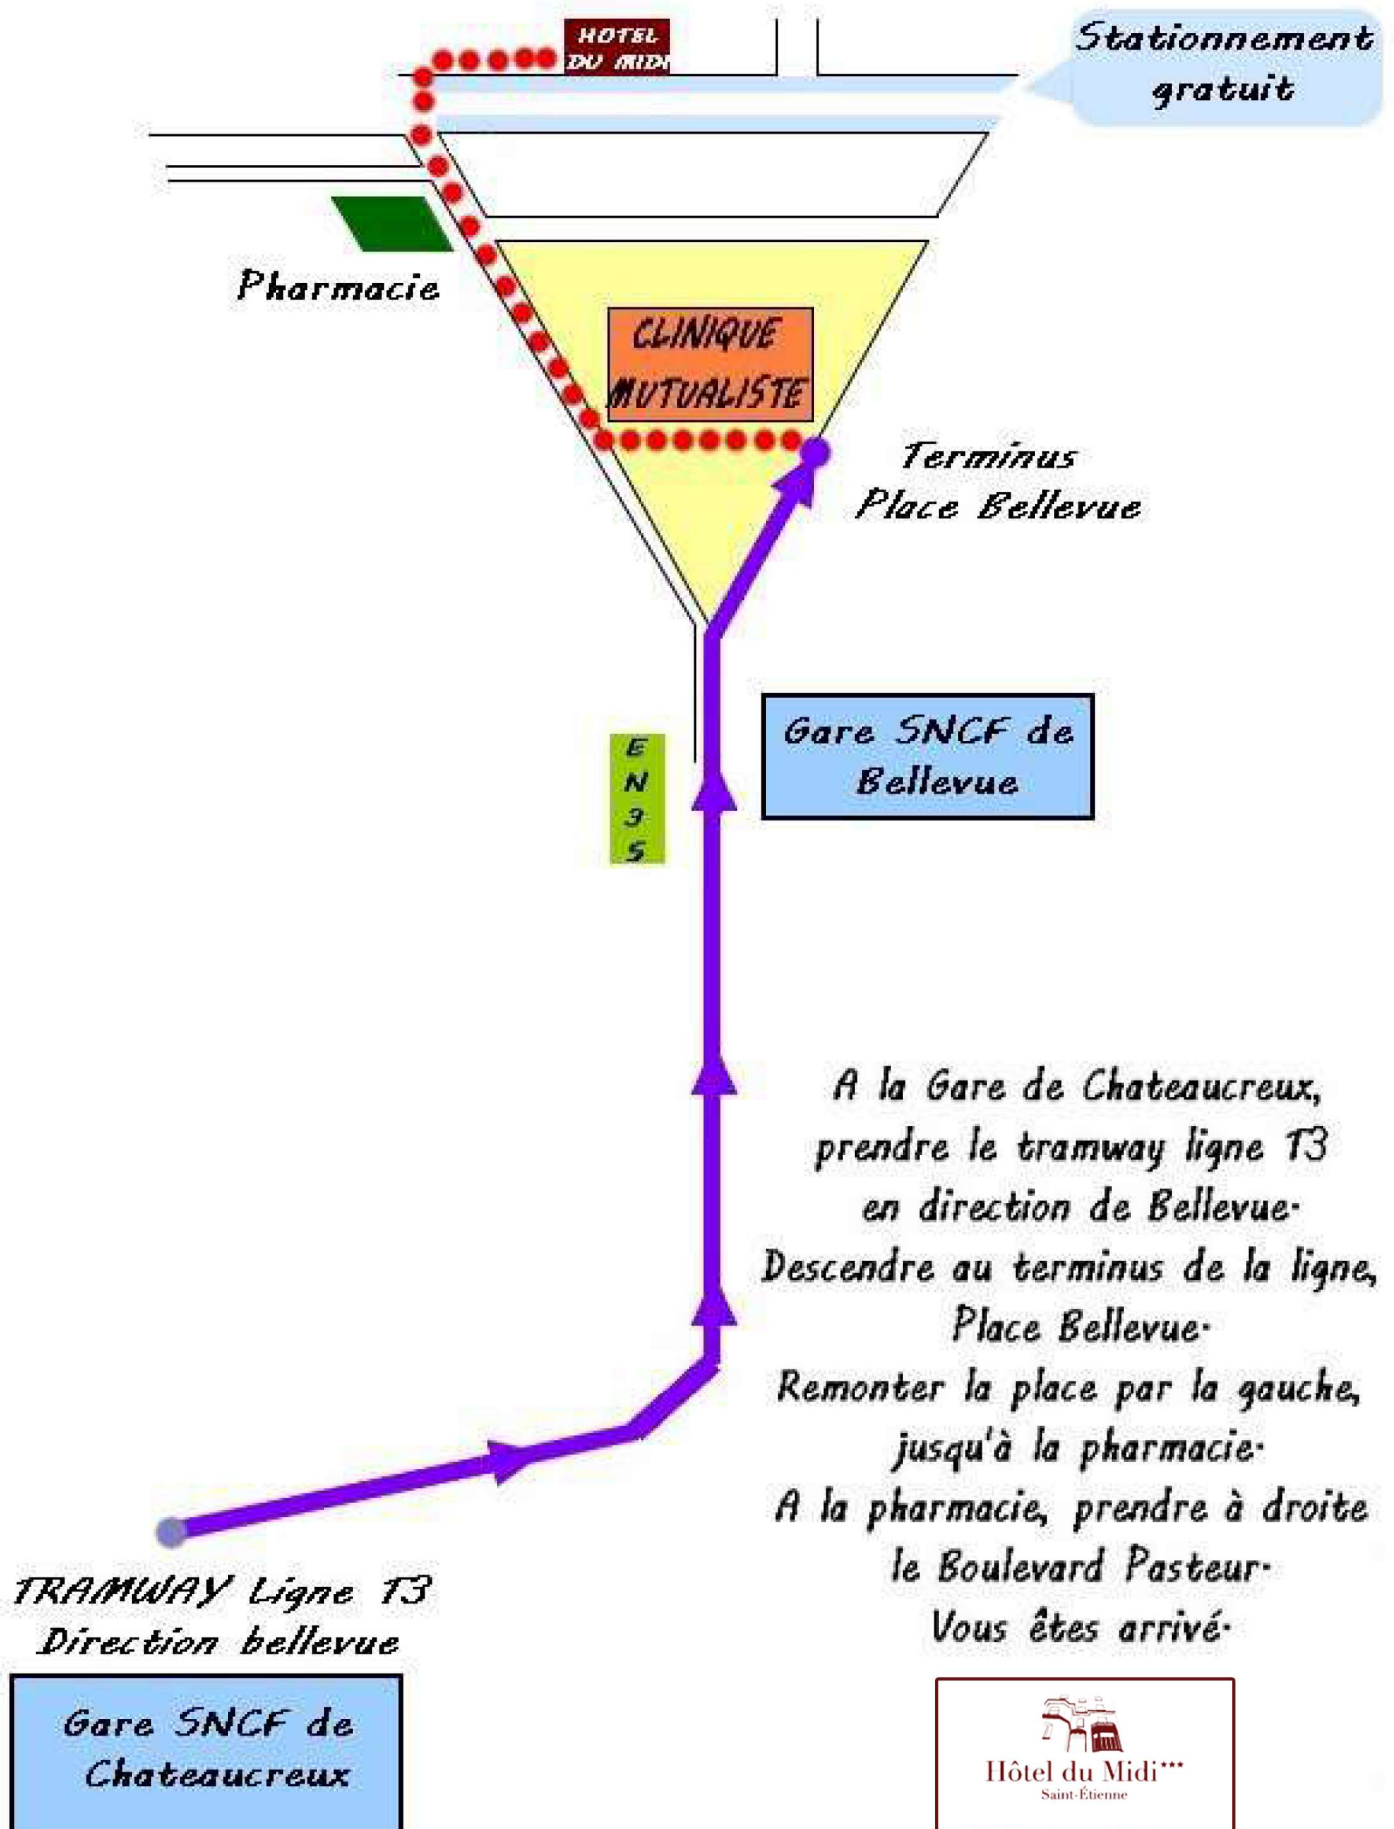 HOTEL
DU MIDI
Stationnement
gratuit
Pharmacie
CLINIQUE
MUTUALISTE
Terminus
Place Bellevue
Gare SNCF de
Bellevue
E
N
3
S
A la Gare de Chateaucreux,
prendre le tramway ligne T3
en direction de Bellevue.
Descendre au terminus de la ligne,
Place Bellevue.
Remonter la place par la gauche,
jusqu'à la pharmacie.
A la pharmacie, prendre à droite
le Boulevard Pasteur.
Vous êtes arrivé.
TRAMWAY Ligne T3
Direction bellevue
Gare SNCF de
Chateaucreux
Hôtel du Midi***
Saint-Étienne